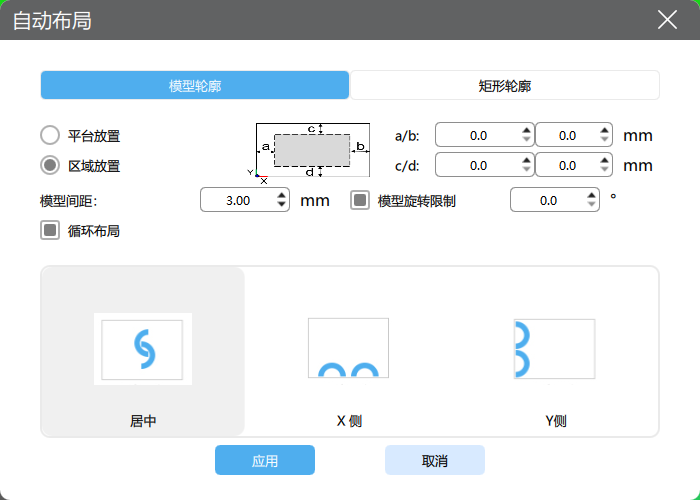 自动布局
模型轮廓 矩形轮廓
平台放置
区域放置
c
a b
d
Y
X
a/b: 0.0 0.0 mm
c/d: 0.0 0.0 mm
模型间距: 3.00 mm 模型旋转限制 0.0 °
循环布局
居中 X 侧 Y侧
应用 取消